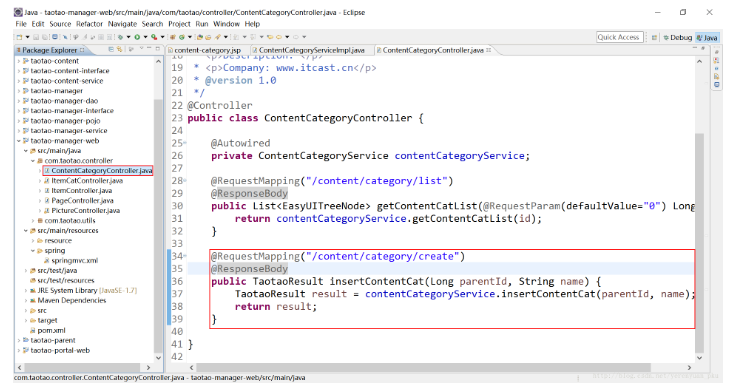 Java - taotao-manager-web/src/main/java/com/taotao/controller/ContentCategoryController.java - Eclipse
File Edit Source Refactor Navigate Search Project Run Window Help
Quick Access
Debug
Java
Package Explorer
content-category.jsp
ContentCategoryServiceImpl.java
ContentCategoryController.java
taotao-content
taotao-content-interface
taotao-content-service
taotao-manager
taotao-manager-dao
taotao-manager-interface
taotao-manager-pojo
taotao-manager-service
taotao-manager-web
src/main/java
com.taotao.controller
ContentCategoryController.java
ItemCatController.java
ItemController.java
PageController.java
PictureController.java
com.taotao.utils
src/main/resources
resource
spring
springmvc.xml
src/test/java
src/test/resources
JRE System Library [JavaSE-1.7]
Maven Dependencies
src
target
pom.xml
taotao-parent
taotao-portal-web
18 * <p>Description: </p>
19 * <p>Company: www.itcast.cn</p>
20 * @version 1.0
21 */
22 @Controller
23 public class ContentCategoryController {
24
25 @Autowired
26 private ContentCategoryService contentCategoryService;
27
28 @RequestMapping("/content/category/list")
29 @ResponseBody
30 public List<EasyUITreeNode> getContentCatList(@RequestParam(defaultValue="0") Long
31 return contentCategoryService.getContentCatList(id);
32 }
33
34 @RequestMapping("/content/category/create")
35 @ResponseBody
36 public TaotaoResult insertContentCat(Long parentId, String name) {
37 TaotaoResult result = contentCategoryService.insertContentCat(parentId, name);
38 return result;
39 }
40
41 }
42
com.taotao.controller.ContentCategoryController.java - taotao-manager-web/src/main/java